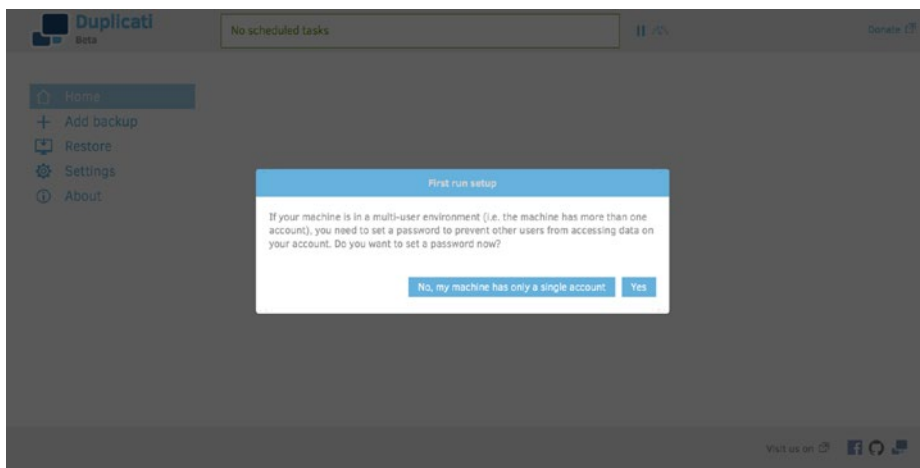 Duplicati
Beta
No scheduled tasks
Donate
Home
Add backup
Restore
Settings
About
First run setup
If your machine is in a multi-user environment (i.e. the machine has more than one
account), you need to set a password to prevent other users from accessing data on
your account. Do you want to set a password now?
No, my machine has only a single account
Yes
Visit us on